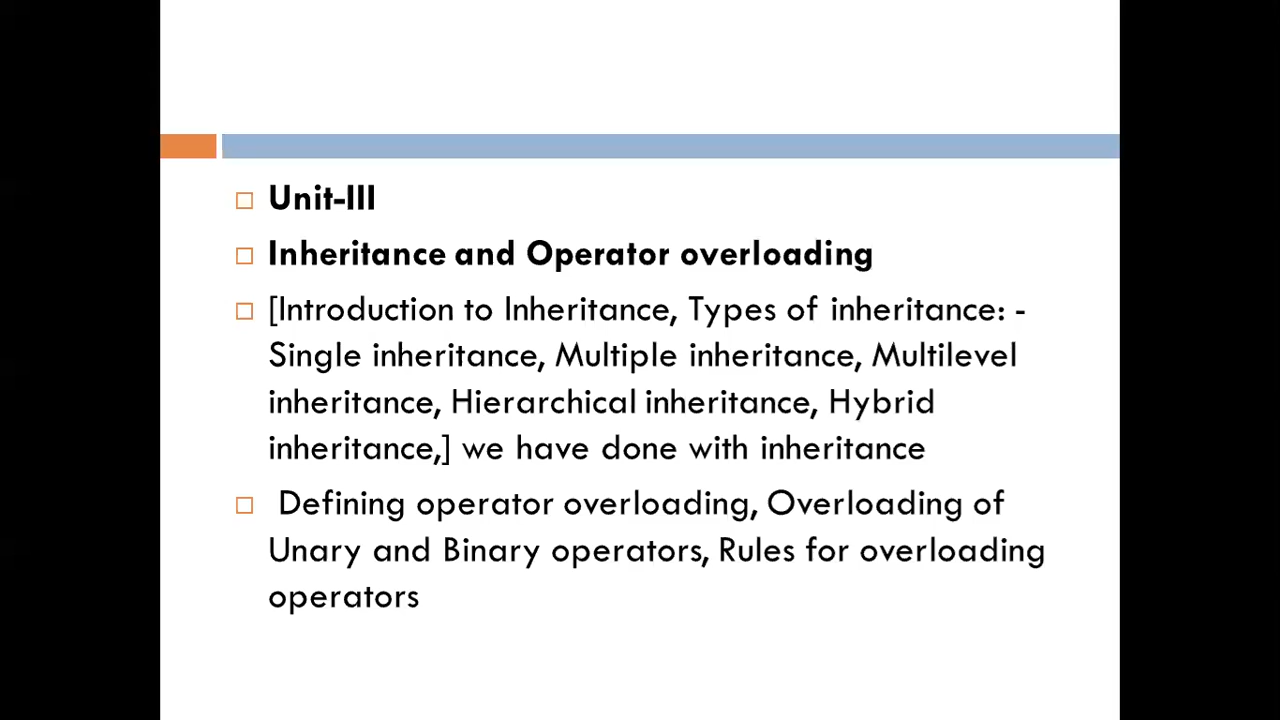 Unit-III
Inheritance and Operator overloading
[Introduction to Inheritance, Types of inheritance: -
Single inheritance, Multiple inheritance, Multilevel
inheritance, Hierarchical inheritance, Hybrid
inheritance,] we have done with inheritance
Defining operator overloading, Overloading of
Unary and Binary operators, Rules for overloading
operators